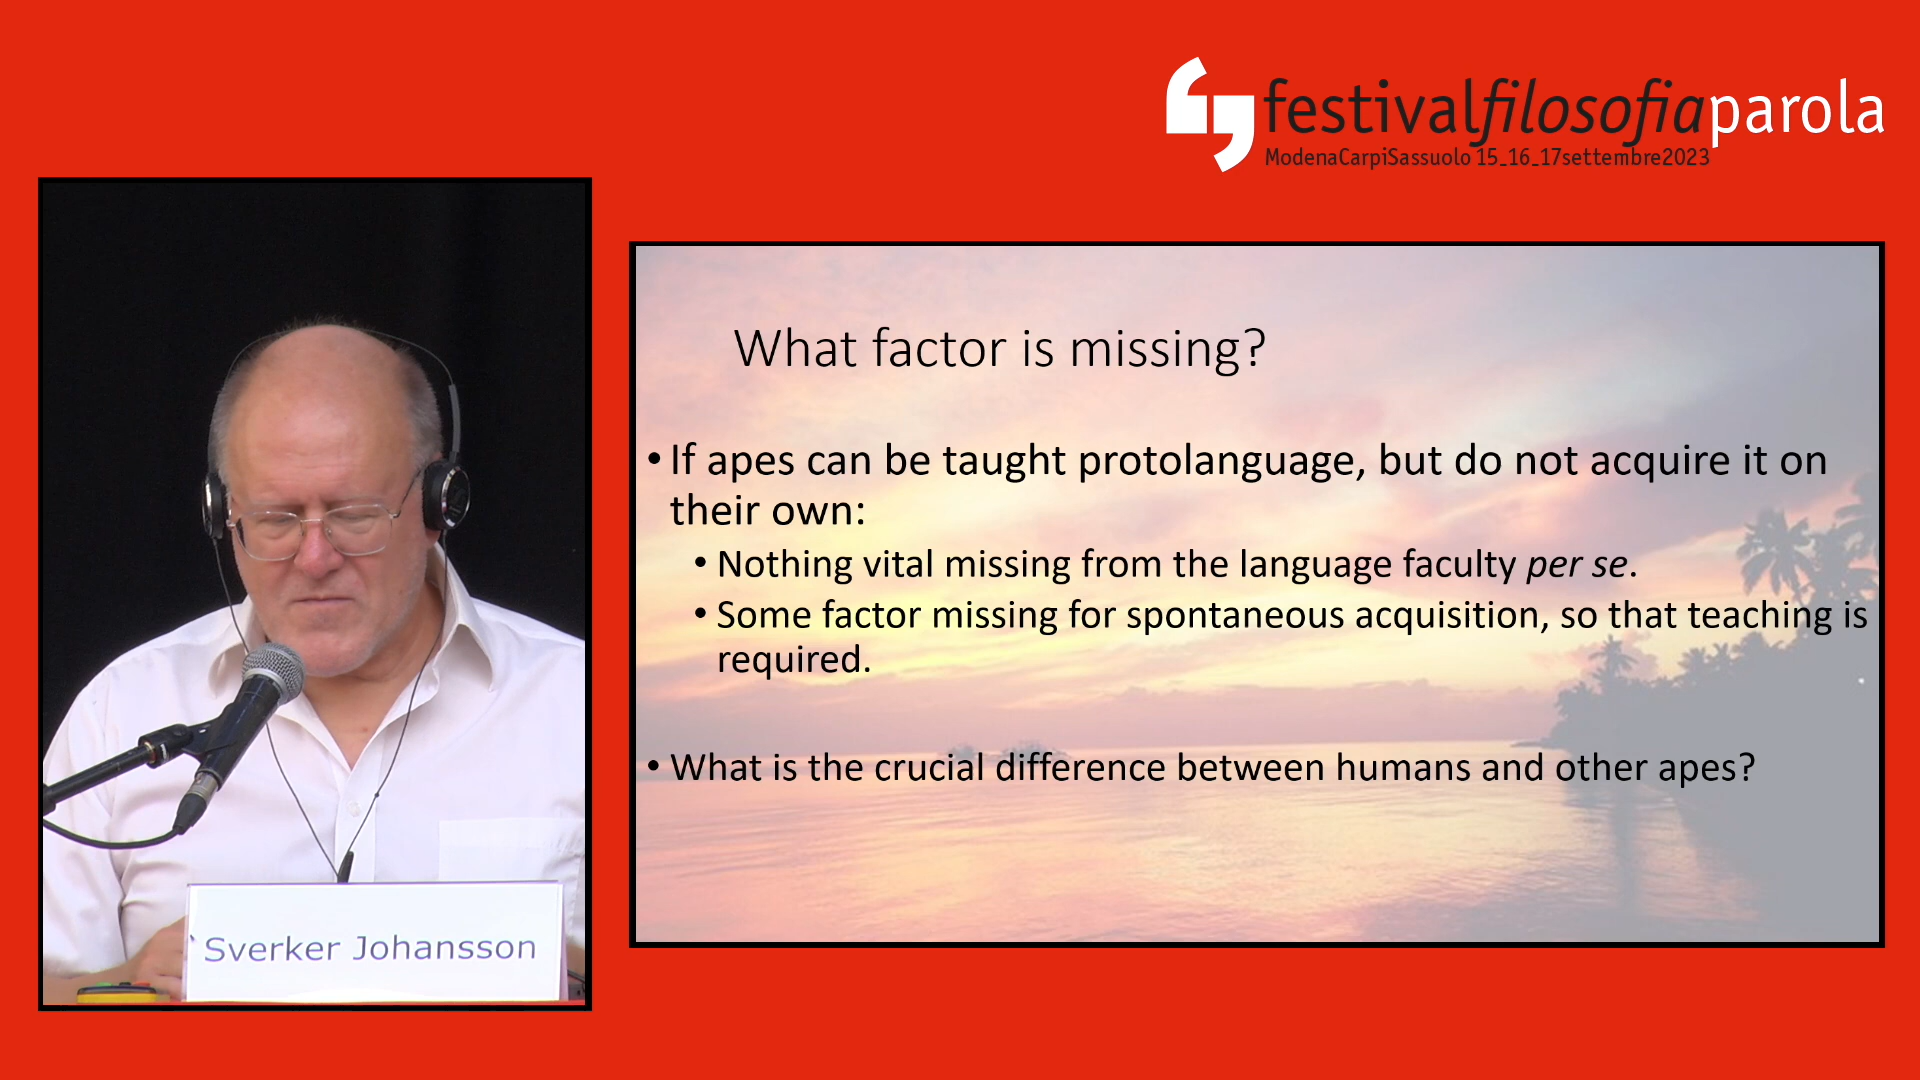 festivalfilosofiaparola
ModenaCarpiSassuolo 15_16_17settembre2023
What factor is missing?
• If apes can be taught protolanguage, but do not acquire it on
their own:
• Nothing vital missing from the language faculty per se.
• Some factor missing for spontaneous acquisition, so that teaching is
required.
• What is the crucial difference between humans and other apes?
Sverker Johansson